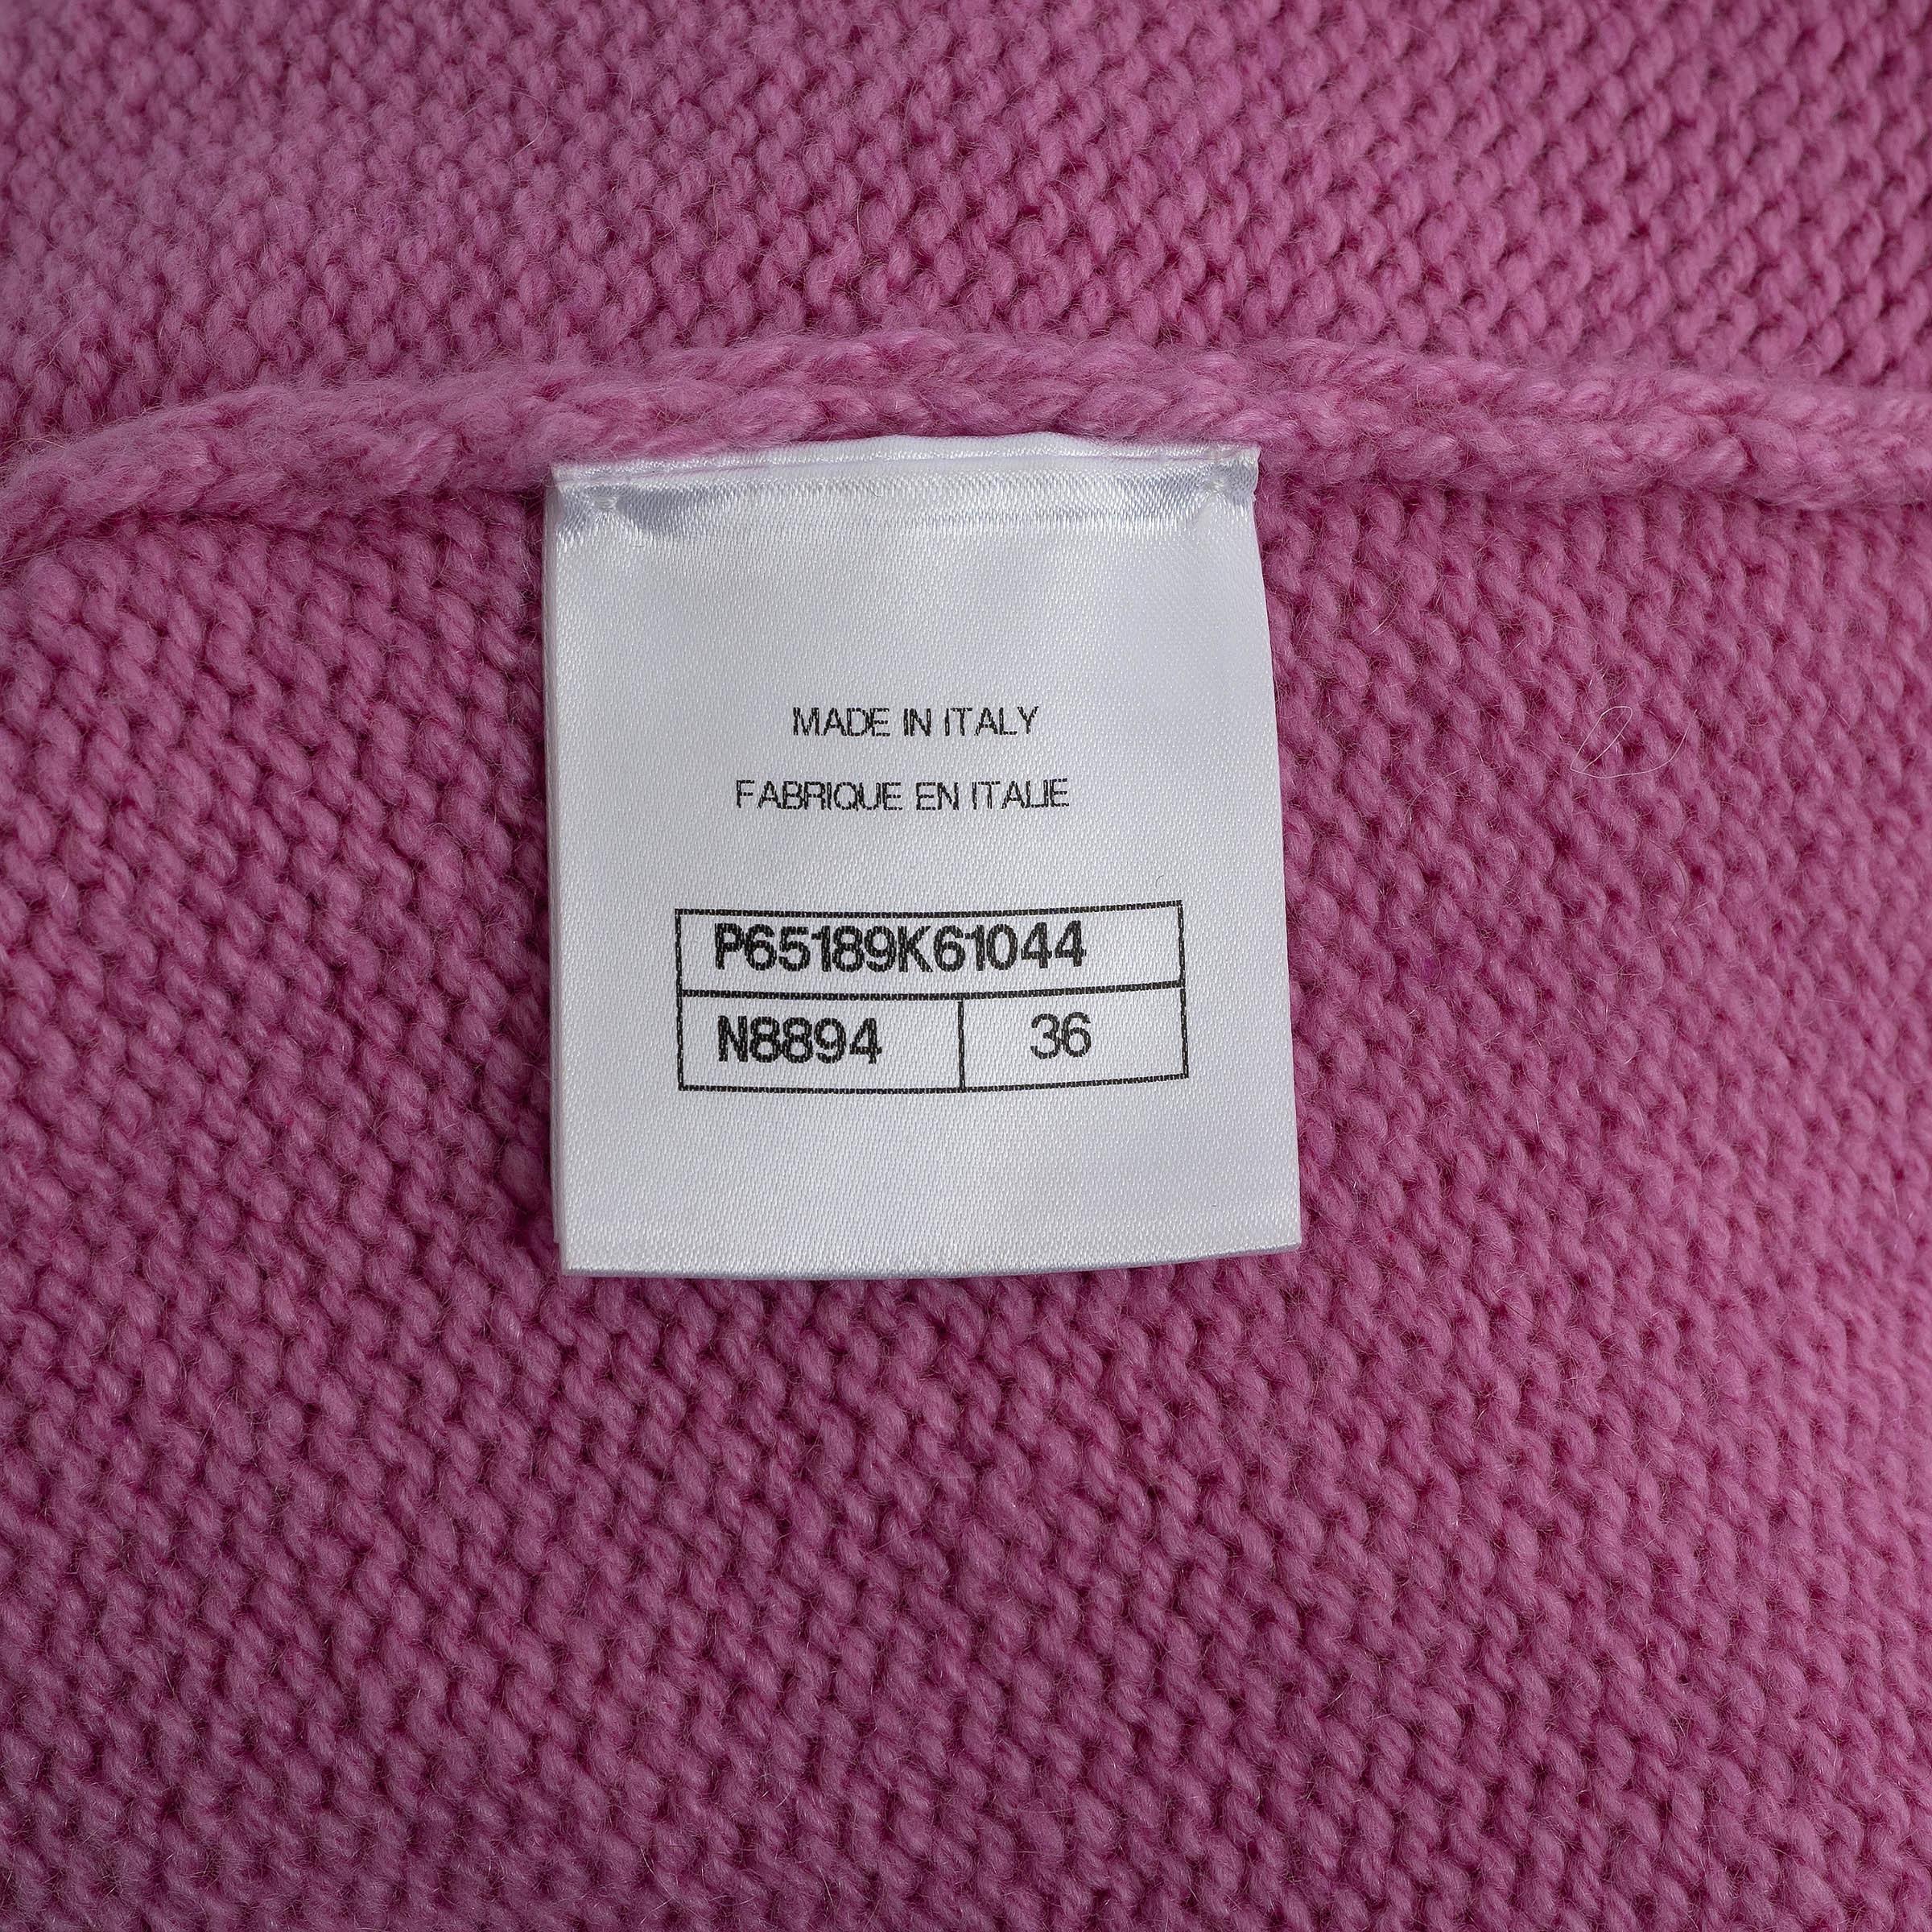 MADE IN ITALY
FABRIQUE EN ITALIE
P65189K61044
N8894 36